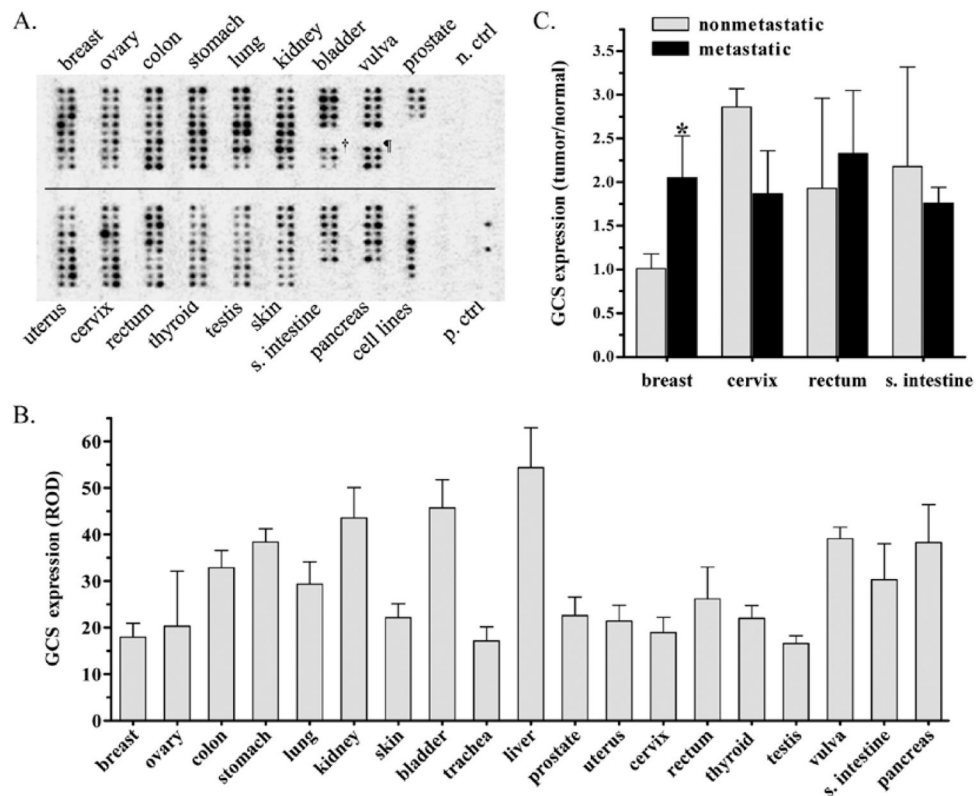 A.
breast ovary colon stomach lung kidney bladder vulva prostate n. ctrl
† ¶
uterus cervix rectum thyroid testis skin s. intestine pancreas cell lines p. ctrl
C.
nonmetastatic
metastatic
GCS expression (tumor/normal)
3.5
3.0
2.5
2.0
1.5
1.0
0.5
0.0
*
breast cervix rectum s. intestine
B.
GCS expression (ROD)
60
50
40
30
20
10
0
breast ovary colon stomach lung kidney skin bladder trachea liver prostate uterus cervix rectum thyroid testis vulva s. intestine pancreas